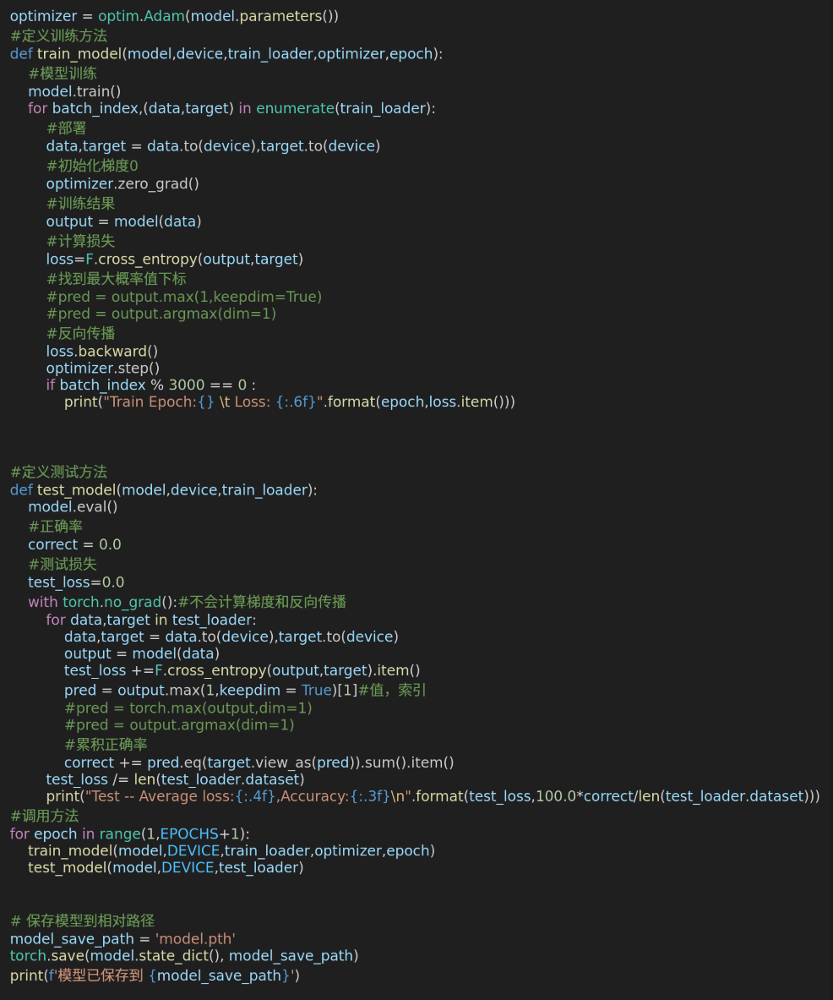 optimizer = optim.Adam(model.parameters())
#定义训练方法
def train_model(model,device,train_loader,optimizer,epoch):
    #模型训练
    model.train()
    for batch_index,(data,target) in enumerate(train_loader):
        #部署
        data,target = data.to(device),target.to(device)
        #初始化梯度0
        optimizer.zero_grad()
        #训练结果
        output = model(data)
        #计算损失
        loss=F.cross_entropy(output,target)
        #找到最大概率值下标
        #pred = output.max(1,keepdim=True)
        #pred = output.argmax(dim=1)
        #反向传播
        loss.backward()
        optimizer.step()
        if batch_index % 3000 == 0 :
            print("Train Epoch:{} \t Loss: {:.6f}".format(epoch,loss.item()))
#定义测试方法
def test_model(model,device,train_loader):
    model.eval()
    #正确率
    correct = 0.0
    #测试损失
    test_loss=0.0
    with torch.no_grad():#不会计算梯度和反向传播
        for data,target in test_loader:
            data,target = data.to(device),target.to(device)
            output = model(data)
            test_loss +=F.cross_entropy(output,target).item()
            pred = output.max(1,keepdim = True)[1]#值，索引
            #pred = torch.max(output,dim=1)
            #pred = output.argmax(dim=1)
            #累积正确率
            correct += pred.eq(target.view_as(pred)).sum().item()
        test_loss /= len(test_loader.dataset)
        print("Test -- Average loss:{:.4f},Accuracy:{:.3f}\n".format(test_loss,100.0*correct/len(test_loader.dataset)))
#调用方法
for epoch in range(1,EPOCHS+1):
    train_model(model,DEVICE,train_loader,optimizer,epoch)
    test_model(model,DEVICE,test_loader)
# 保存模型到相对路径
model_save_path = 'model.pth'
torch.save(model.state_dict(), model_save_path)
print(f'模型已保存到 {model_save_path}')